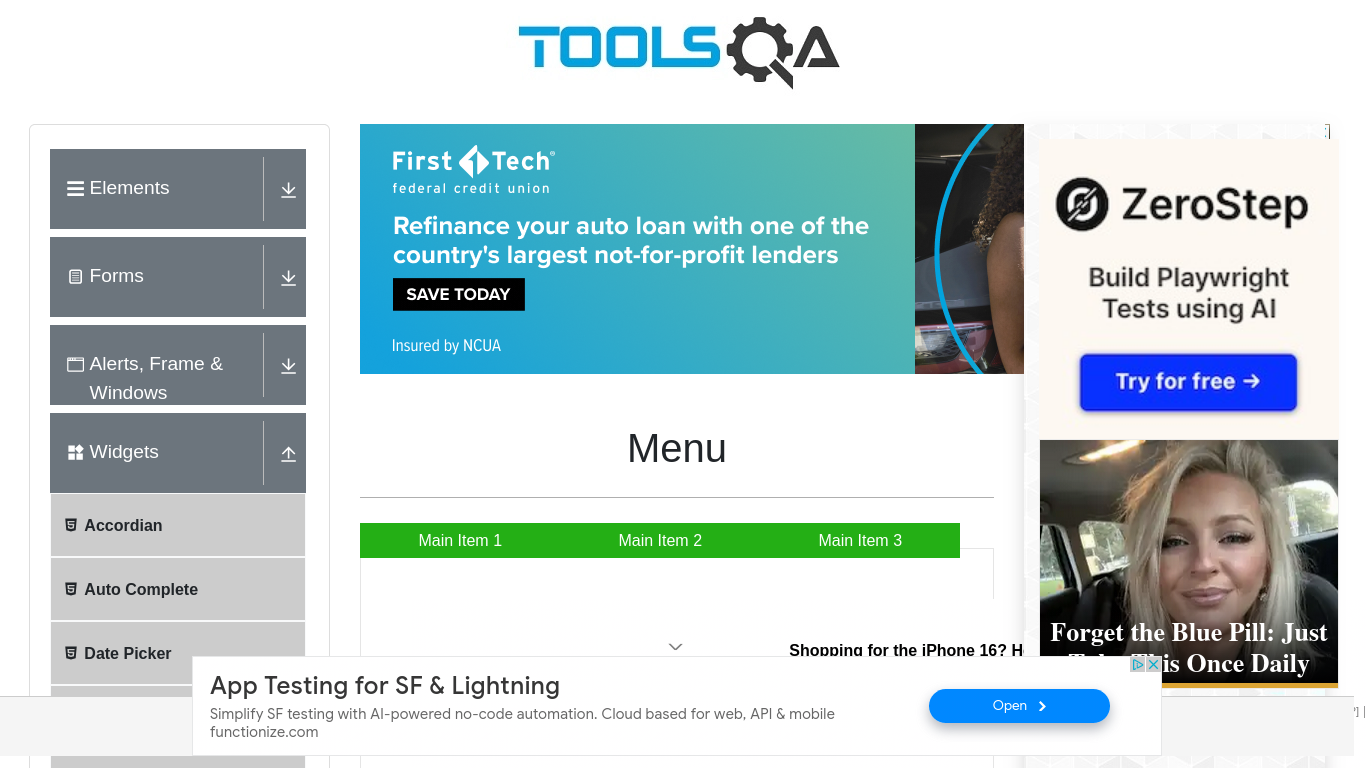 TOOLSQA
Elements
Forms
Alerts, Frame &
Windows
Widgets
Accordian
Auto Complete
Date Picker
First Tech®
federal credit union
Refinance your auto loan with one of the
country's largest not-for-profit lenders
SAVE TODAY
Insured by NCUA
Menu
Main Item 1
Main Item 2
Main Item 3
Shopping for the iPhone 16? H
ZeroStep
Build Playwright
Tests using AI
Try for free →
Forget the Blue Pill: Just
This Once Daily
App Testing for SF & Lightning
Simplify SF testing with AI-powered no-code automation. Cloud based for web, API & mobile
functionize.com
Open